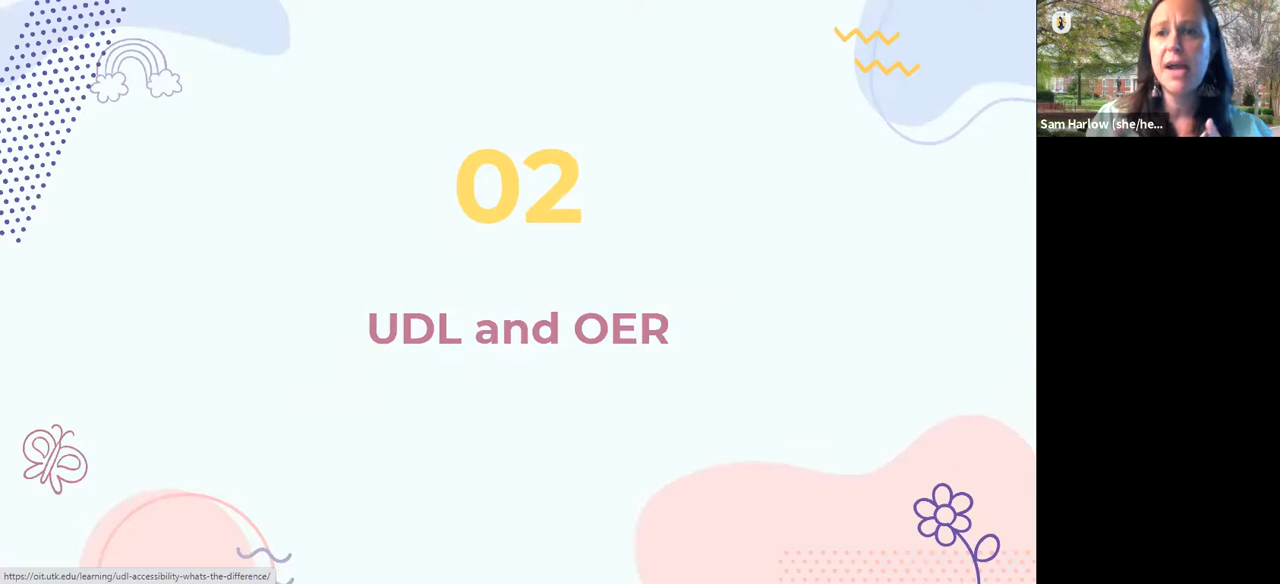 02
UDL and OER
Sam Harlow (she/he...
https://oit.utk.edu/learning/udl-accessibility-whats-the-difference/